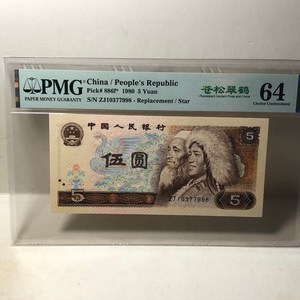 PMG
PAPER MONEY GUARANTY
China / People's Republic
Pick# 886f* 1980 5 Yuan
S/N ZJ10377998 - Replacement / Star
苍松翠鹤
64
Choice Uncirculated
中国人民银行
5
伍圆
5
5
ZJ10377998